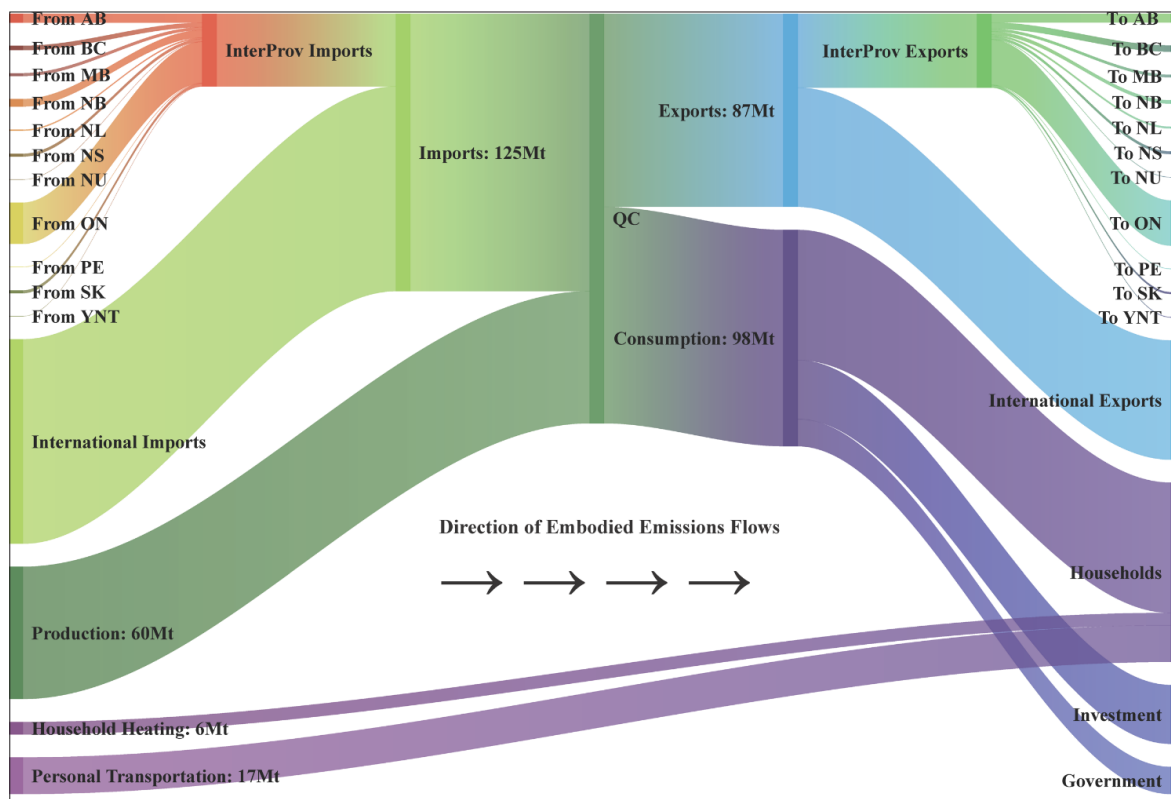 From AB
From BC
From MB
From NB
From NL
From NS
From NU
From ON
From PE
From SK
From YNT
International Imports
Production: 60Mt
Household Heating: 6Mt
Personal Transportation: 17Mt
InterProv Imports
Imports: 125Mt
QC
Exports: 87Mt
Consumption: 98Mt
Direction of Embodied Emissions Flows
InterProv Exports
To AB
To BC
To MB
To NB
To NL
To NS
To NU
To ON
To PE
To SK
To YNT
International Exports
Households
Investment
Government